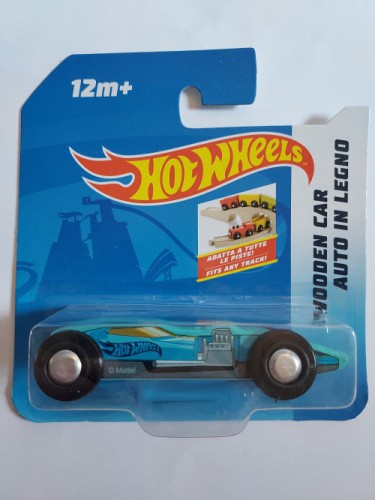 12m+
HOT WHEELS
ADATTA A TUTTE
LE PISTE!
FITS ANY TRACK!
WOODEN CAR
AUTO IN LEGNO
HOT WHEELS
© Mattel